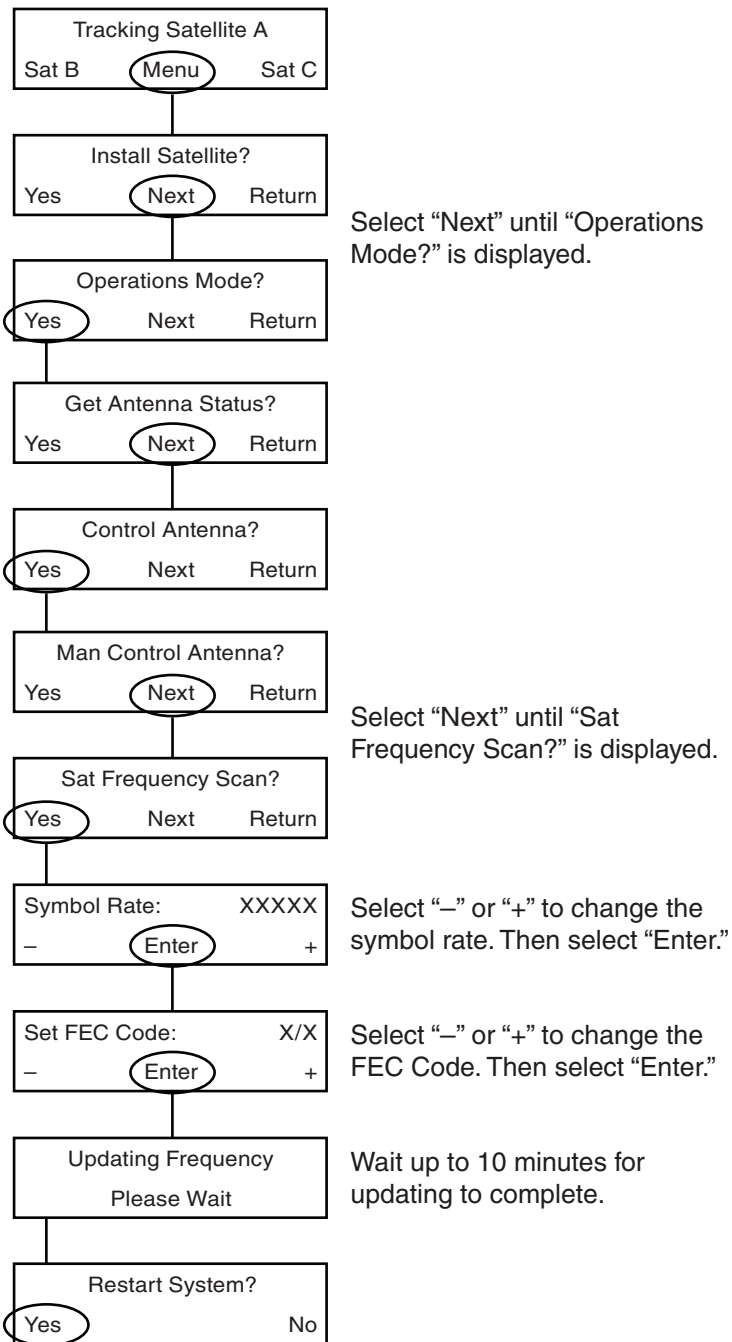 Tracking Satellite A
Sat B Menu Sat C
Install Satellite?
Yes Next Return
Select “Next” until “Operations
Mode?” is displayed.
Operations Mode?
Yes Next Return
Get Antenna Status?
Yes Next Return
Control Antenna?
Yes Next Return
Man Control Antenna?
Yes Next Return
Select “Next” until “Sat
Frequency Scan?” is displayed.
Sat Frequency Scan?
Yes Next Return
Symbol Rate: XXXXX
– Enter +
Select “–” or “+” to change the
symbol rate. Then select “Enter.”
Set FEC Code: X/X
– Enter +
Select “–” or “+” to change the
FEC Code. Then select “Enter.”
Updating Frequency
Please Wait
Wait up to 10 minutes for
updating to complete.
Restart System?
Yes No